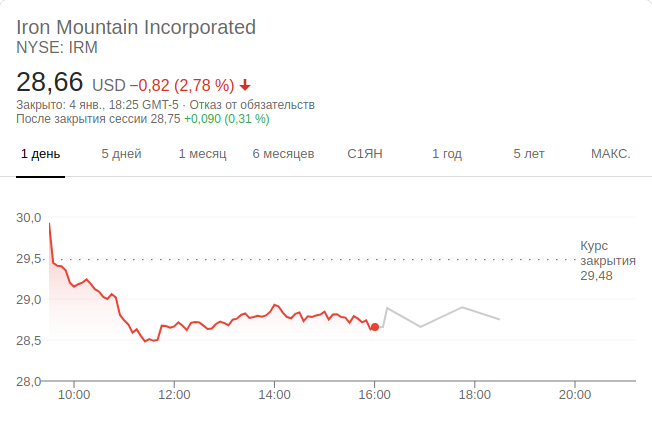 Iron Mountain Incorporated
NYSE: IRM
28,66 USD −0,82 (2,78 %)
Закрыто: 4 янв., 18:25 GMT-5 · Отказ от обязательств
После закрытия сессии 28,75 +0,090 (0,31 %)
1 день 5 дней 1 месяц 6 месяцев С1ЯН 1 год 5 лет МАКС.
30,0
29,5
29,0
28,5
28,0
Курс
закрытия
29,48
10:00 12:00 14:00 16:00 18:00 20:00